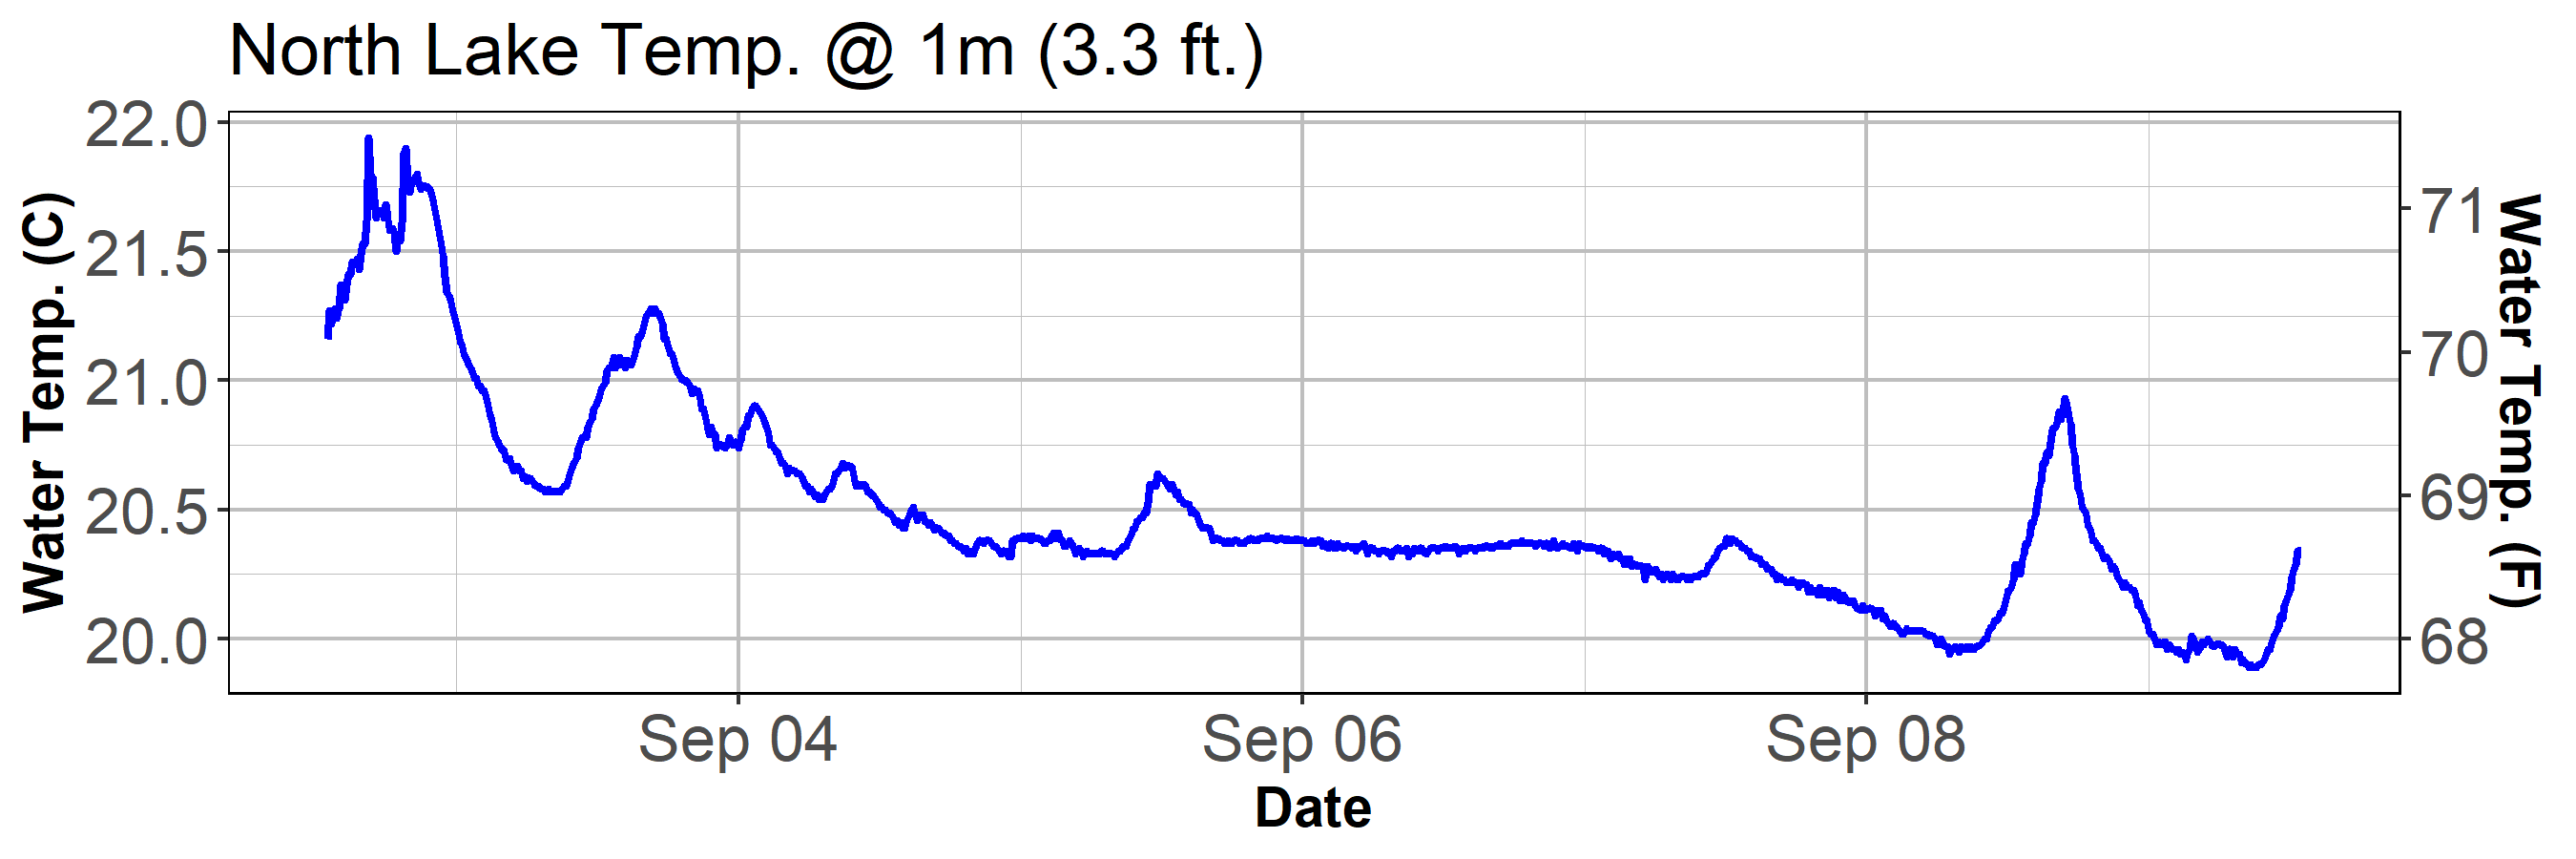 North Lake Temp. @ 1m (3.3 ft.)
Water Temp. (C)
22.0
21.5
21.0
20.5
20.0
71
70
69
68
Water Temp. (F)
Sep 04 Sep 06 Sep 08
Date